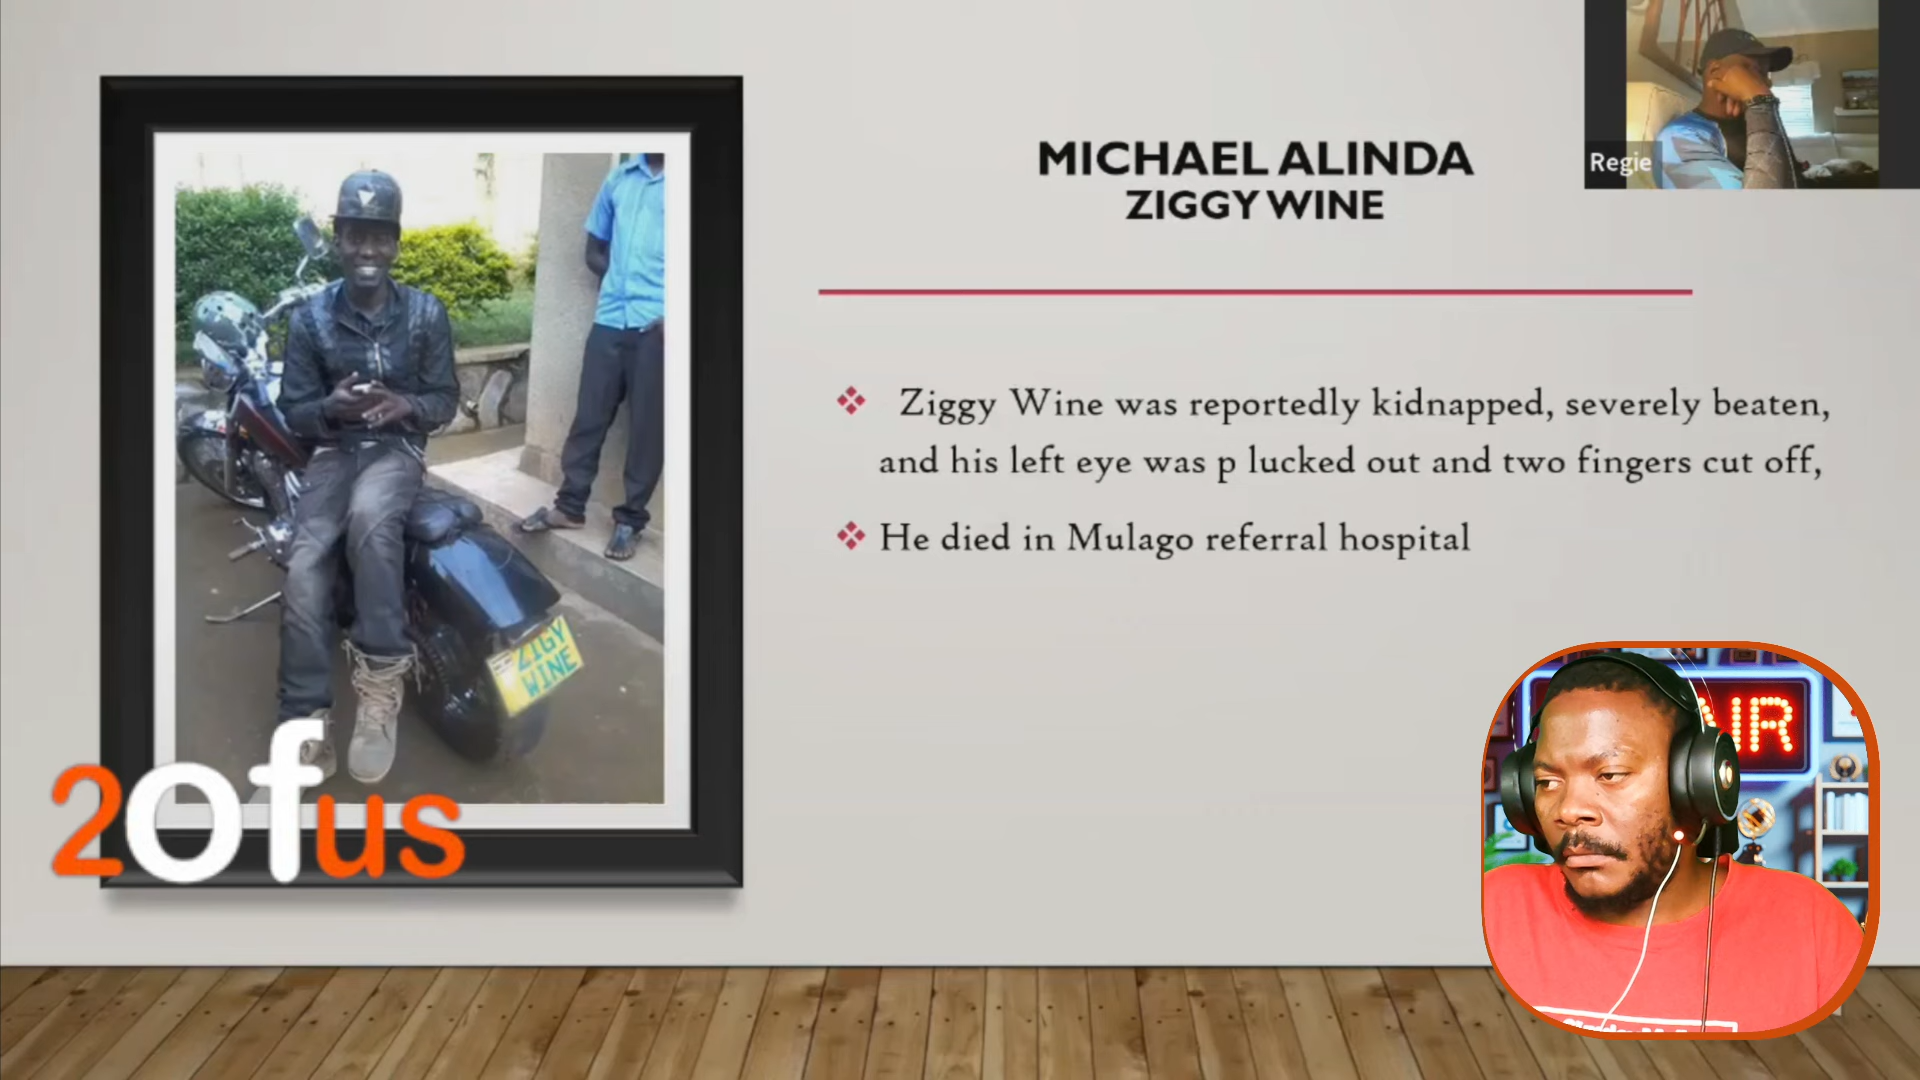 MICHAEL ALINDA
ZIGGY WINE
Regie
❖ Ziggy Wine was reportedly kidnapped, severely beaten,
and his left eye was p lucked out and two fingers cut off,
❖ He died in Mulago referral hospital
ZIGY
WINE
2ofus